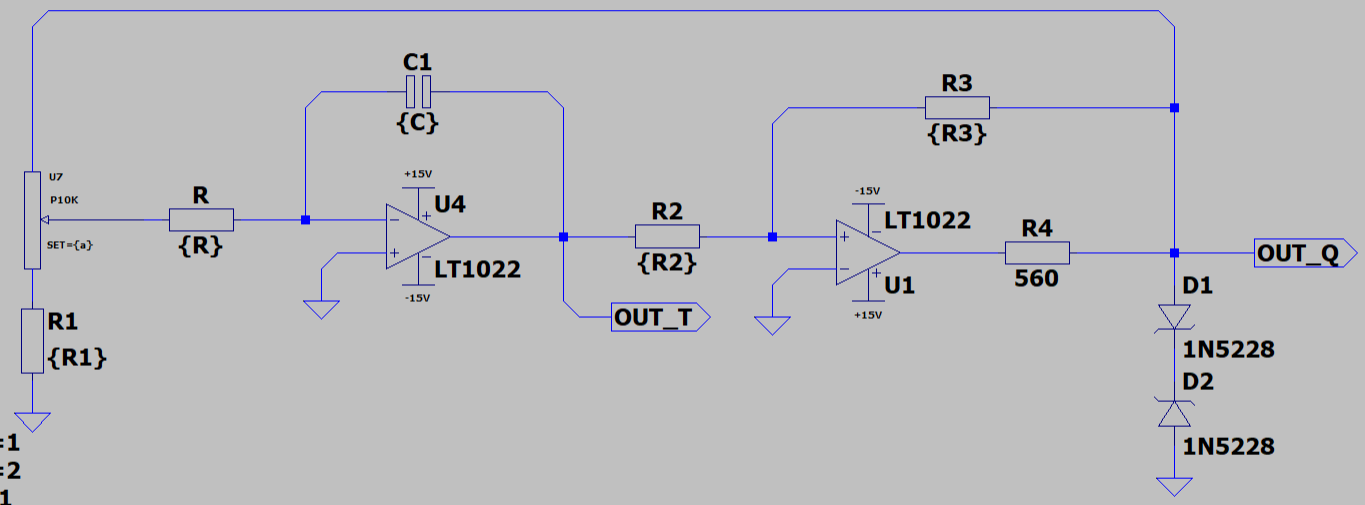 C1
{C}
R3
{R3}
U7
P10K
SET={a}
R
{R}
+15V
U4
LT1022
-15V
R2
{R2}
OUT_T
-15V
LT1022
U1
+15V
R4
560
OUT_Q
D1
1N5228
D2
1N5228
R1
{R1}
=1
=2
1